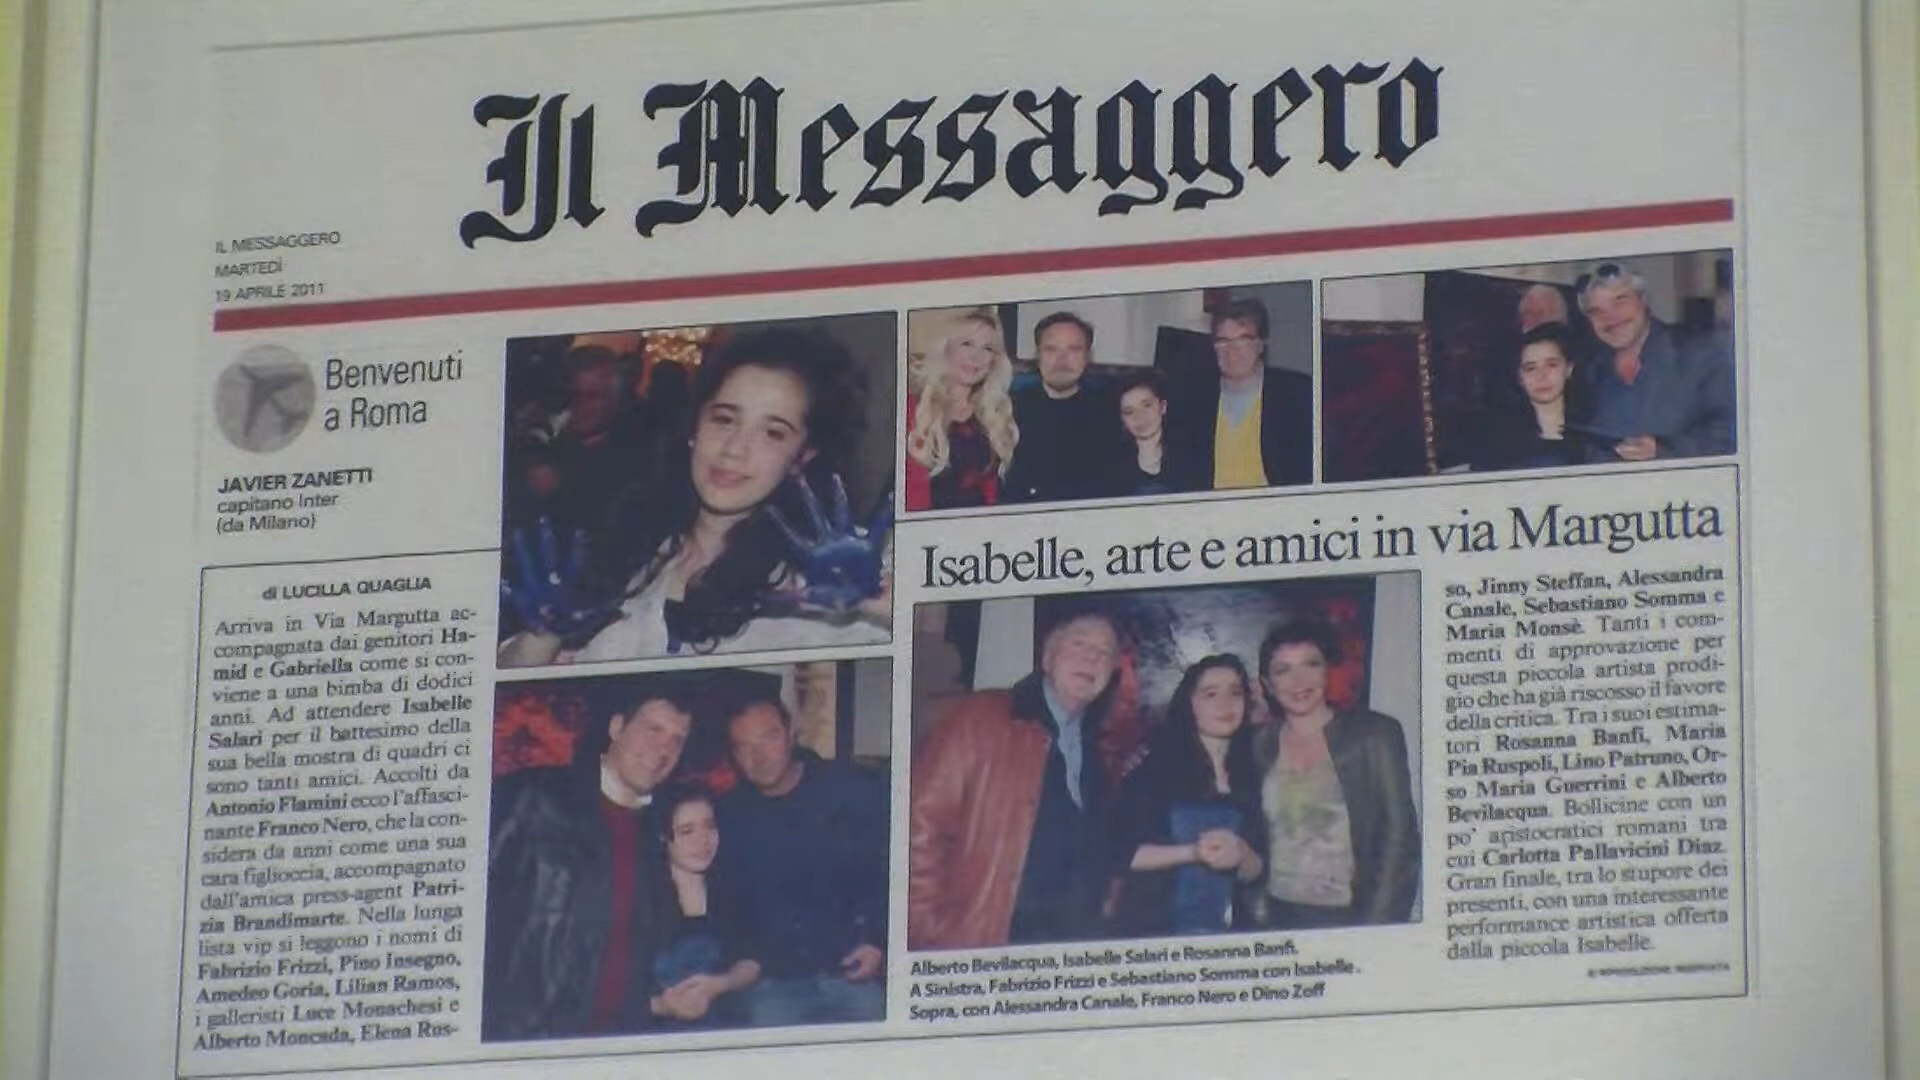 Il Messaggero
IL MESSAGGERO
MARTEDÌ
19 APRILE 2011
Benvenuti
a Roma
JAVIER ZANETTI
capitano Inter
(da Milano)
di LUCILLA QUAGLIA
Arriva in Via Margutta ac-
compagnata dai genitori Ha-
mid e Gabriella come si con-
viene a una bimba di dodici
anni. Ad attendere Isabelle
Salari per il battesimo della
sua bella mostra di quadri ci
sono tanti amici. Accolti da
Antonio Flamini ecco l'affasci-
nante Franco Nero, che la con-
sidera da anni come una sua
cara figlioccia, accompagnato
dall'amica press-agent Patri-
zia Brandimarte. Nella lunga
lista vip si leggono i nomi di
Fabrizio Frizzi, Pino Insegno,
Amedeo Goria, Lilian Ramos,
i galleristi Luce Monachesi e
Alberto Moncada, Elena Rus-
Isabelle, arte e amici in via Margutta
so, Jinny Steffan, Alessandra
Canale, Sebastiano Somma e
Maria Monsè. Tanti i com-
menti di approvazione per
questa piccola artista prodi-
gio che ha già riscosso il favore
della critica. Tra i suoi estima-
tori Rosanna Banfi, Maria
Pia Ruspoli, Lino Patruno, Or-
so Maria Guerrini e Alberto
Bevilacqua. Bollicine con un
po' aristocratici romani tra
cui Carlotta Pallavicini Diaz.
Gran finale, tra lo stupore dei
presenti, con una interessante
performance artistica offerta
dalla piccola Isabelle.
© RIPRODUZIONE RISERVATA
Alberto Bevilacqua, Isabelle Salari e Rosanna Banfi.
A Sinistra, Fabrizio Frizzi e Sebastiano Somma con Isabelle.
Sopra, con Alessandra Canale, Franco Nero e Dino Zoff